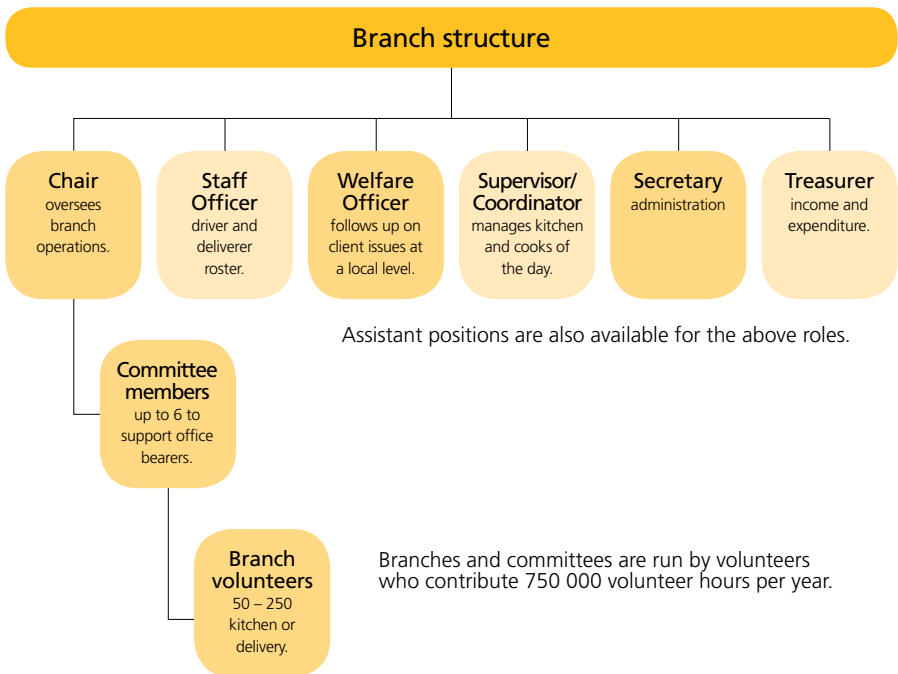 Branch structure
Chair
oversees
branch
operations.
Staff
Officer
driver and
deliverer
roster.
Welfare
Officer
follows up on
client issues at
a local level.
Supervisor/
Coordinator
manages kitchen
and cooks of
the day.
Secretary
administration
Treasurer
income and
expenditure.
Assistant positions are also available for the above roles.
Committee
members
up to 6 to
support office
bearers.
Branch
volunteers
50 – 250
kitchen or
delivery.
Branches and committees are run by volunteers
who contribute 750 000 volunteer hours per year.